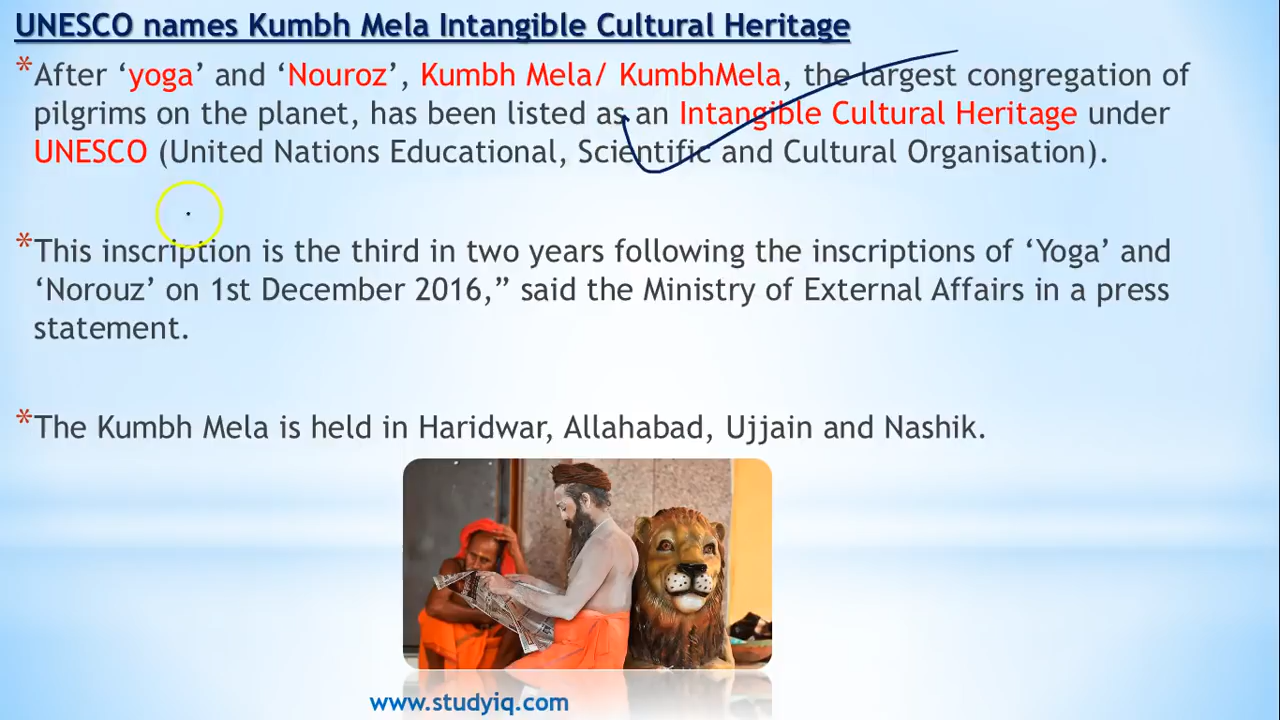 UNESCO names Kumbh Mela Intangible Cultural Heritage
*After ‘yoga’ and ‘Nouroz’, Kumbh Mela/ KumbhMela, the largest congregation of
pilgrims on the planet, has been listed as an Intangible Cultural Heritage under
UNESCO (United Nations Educational, Scientific and Cultural Organisation).
*This inscription is the third in two years following the inscriptions of ‘Yoga’ and
‘Norouz’ on 1st December 2016,” said the Ministry of External Affairs in a press
statement.
*The Kumbh Mela is held in Haridwar, Allahabad, Ujjain and Nashik.
www.studyiq.com